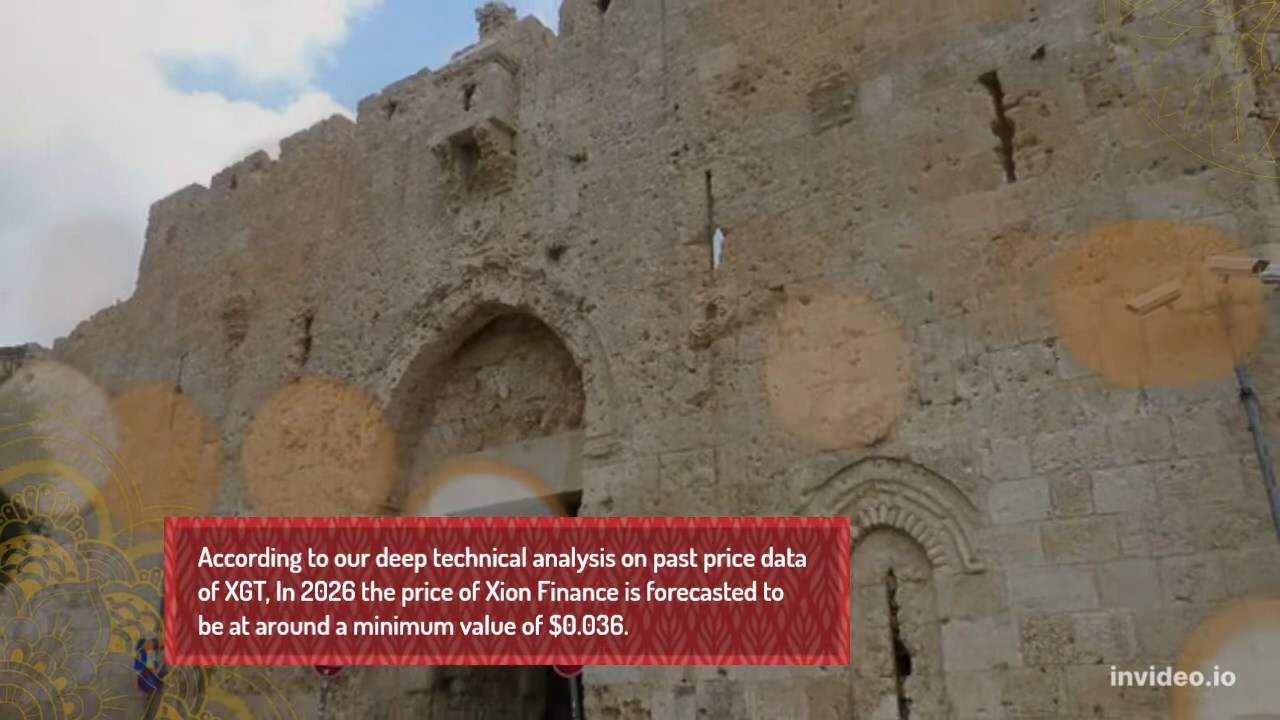 According to our deep technical analysis on past price data
of XGT, In 2026 the price of Xion Finance is forecasted to
be at around a minimum value of $0.036.
invideo.io